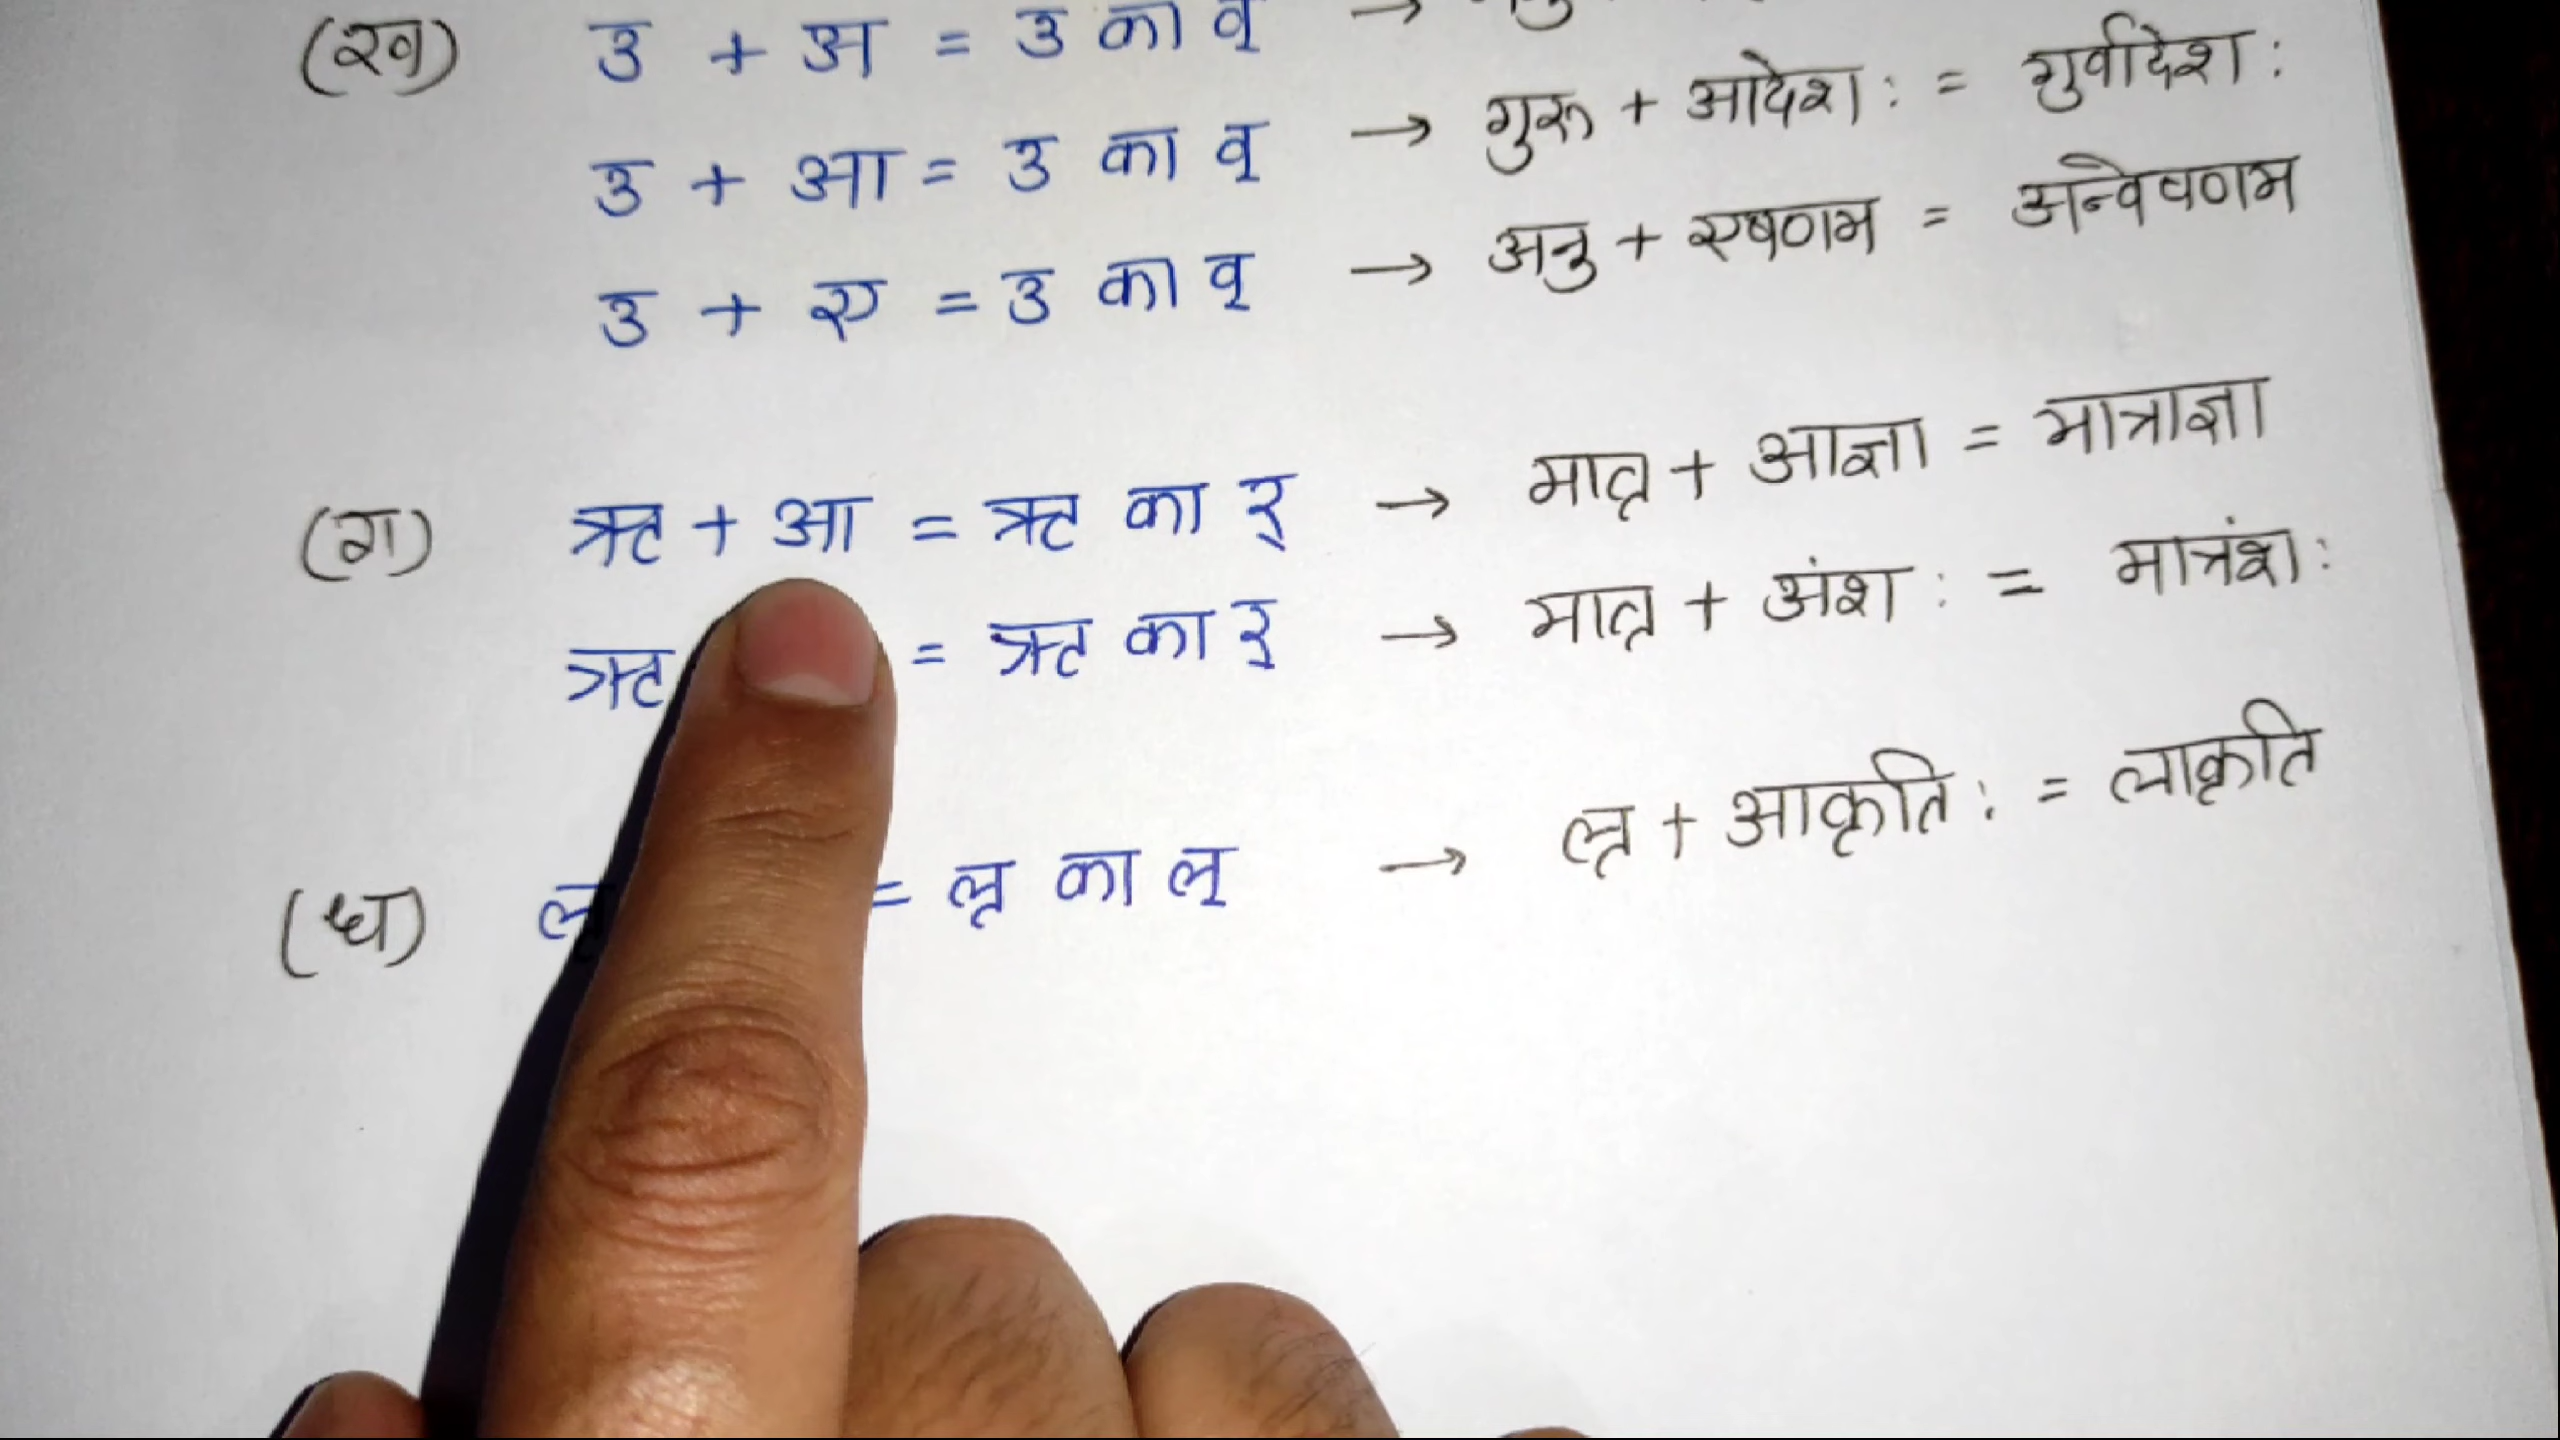 (ख) उ + अ = उ का व् →
उ + आ = उ का व् → गुरू + आदेश : = गुर्वादेश :
उ + ए = उ का व् → अनु + एषणम = अन्वेषणम
(ग) ऋ + आ = ऋ का र् → मातृ + आज्ञा = मात्राज्ञा
ऋ = ऋ का र् → मातृ + अंश : = मात्रंश :
(घ) लृ = लृ का ल् → लृ + आकृति : = लाकृति